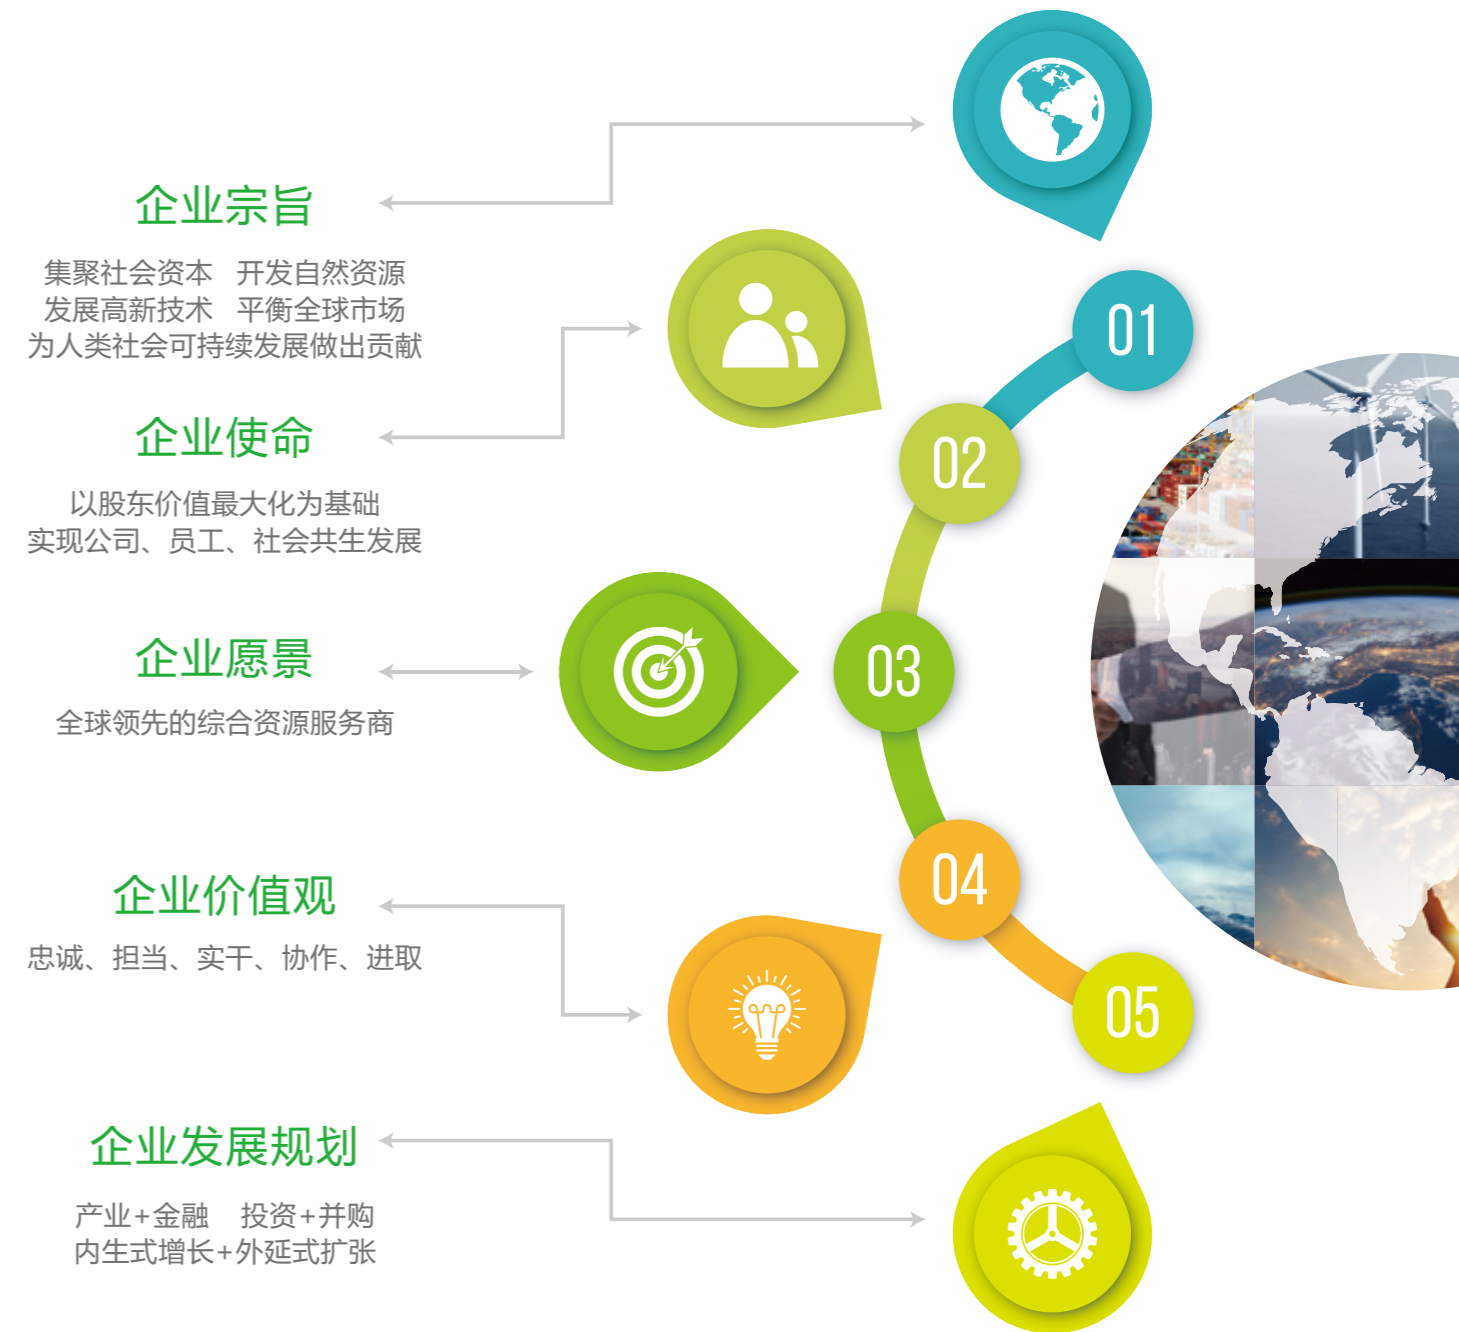 企业宗旨
集聚社会资本 开发自然资源
发展高新技术 平衡全球市场
为人类社会可持续发展做出贡献
企业使命
以股东价值最大化为基础
实现公司、员工、社会共生发展
企业愿景
全球领先的综合资源服务商
企业价值观
忠诚、担当、实干、协作、进取
企业发展规划
产业+金融 投资+并购
内生式增长+外延式扩张
01
02
03
04
05